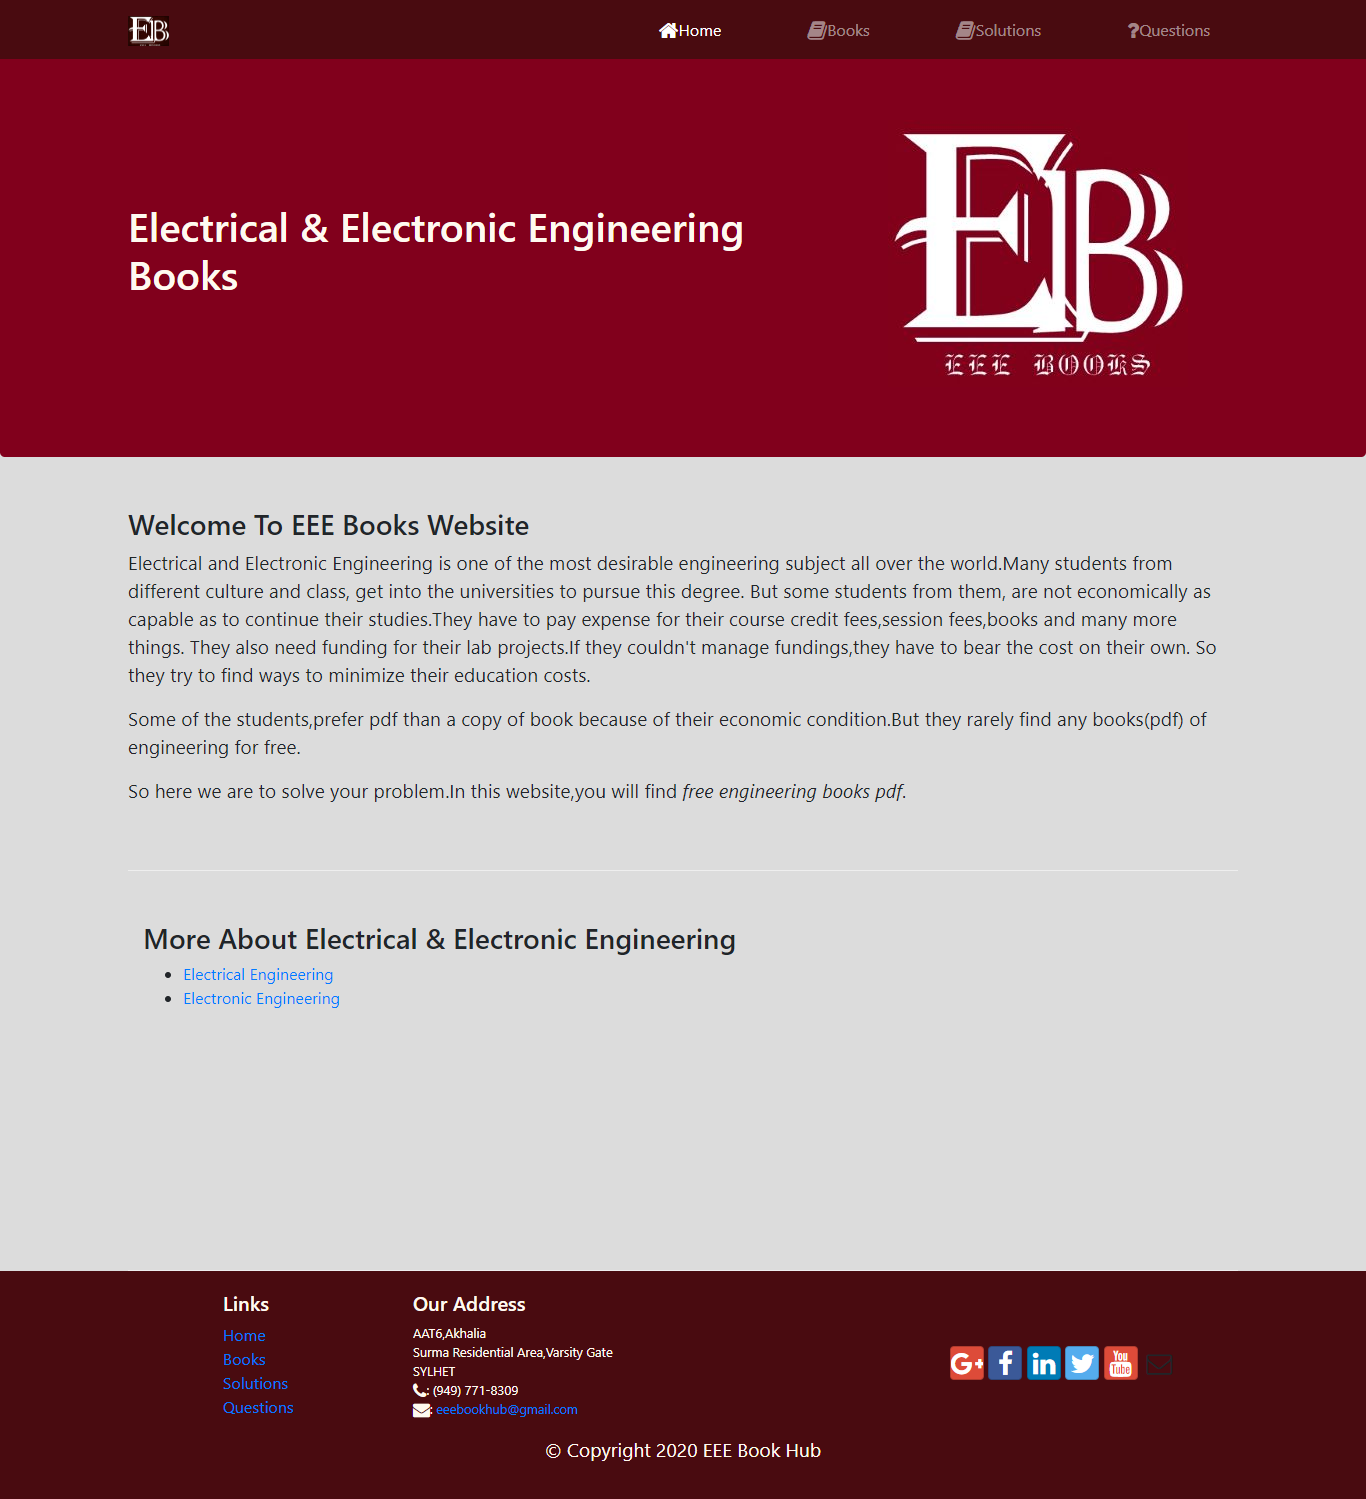 EB
Home
Books
Solutions
Questions
Electrical & Electronic Engineering
Books
EB
EEE BOOKS
Welcome To EEE Books Website
Electrical and Electronic Engineering is one of the most desirable engineering subject all over the world.Many students from
different culture and class, get into the universities to pursue this degree. But some students from them, are not economically as
capable as to continue their studies.They have to pay expense for their course credit fees,session fees,books and many more
things. They also need funding for their lab projects.If they couldn't manage fundings,they have to bear the cost on their own. So
they try to find ways to minimize their education costs.
Some of the students,prefer pdf than a copy of book because of their economic condition.But they rarely find any books(pdf) of
engineering for free.
So here we are to solve your problem.In this website,you will find free engineering books pdf.
More About Electrical & Electronic Engineering
Electrical Engineering
Electronic Engineering
Links
Home
Books
Solutions
Questions
Our Address
AAT6,Akhalia
Surma Residential Area,Varsity Gate
SYLHET
: (949) 771-8309
: eeebookhub@gmail.com
G+ f in You Tube
© Copyright 2020 EEE Book Hub